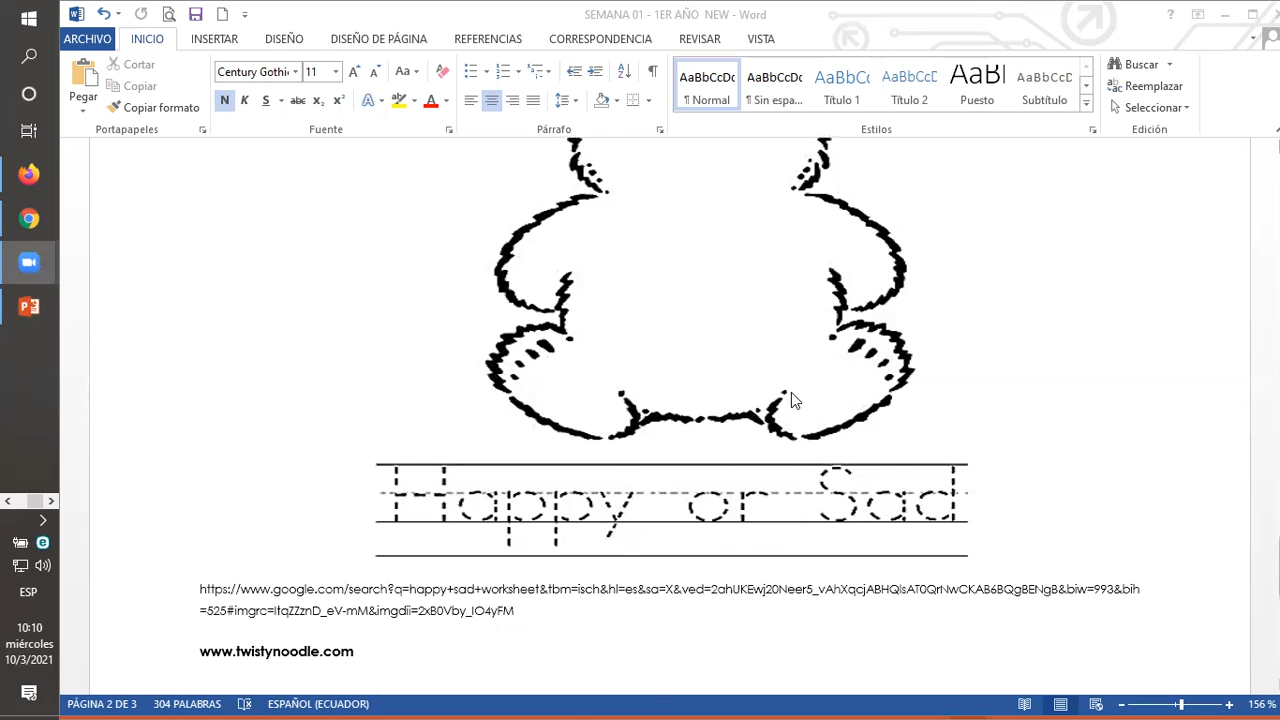 SEMANA 01 - 1ER AÑO NEW - Word
?
ARCHIVO INICIO INSERTAR DISEÑO DISEÑO DE PÁGINA REFERENCIAS CORRESPONDENCIA REVISAR VISTA
Pegar
Cortar
Copiar
Copiar formato
Portapapeles
Century Gothi 11
N K S abc x₂ x²
Fuente
Párrafo
AaBbCcDc AaBbCcDc AaBbC AaBbCcD AaBl AaBbCcD
¶ Normal ¶ Sin espa... Título 1 Título 2 Puesto Subtítulo
Estilos
Buscar
Reemplazar
Seleccionar
Edición
Happy or Sad
https://www.google.com/search?q=happy+sad+worksheet&tbm=isch&hl=es&sa=X&ved=2ahUKEwj20Neer5_vAhXqcjABHQlsAT0QrNwCKAB6BQgBENgB&biw=993&bih
=525#imgrc=ItqZZznD_eV-mM&imgdii=2xB0Vby_IO4yFM
www.twistynoodle.com
ESP
10:10
miércoles
10/3/2021
PÁGINA 2 DE 3 304 PALABRAS ESPAÑOL (ECUADOR) 156 %